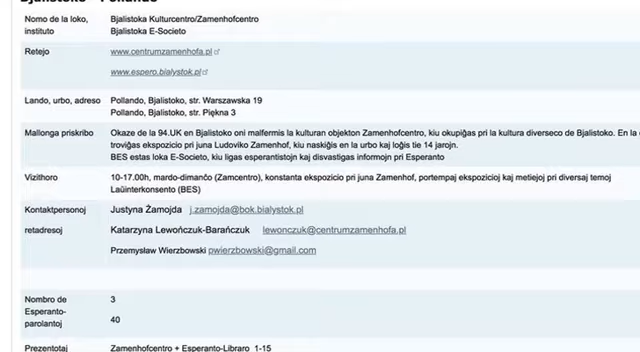 Bjalistoko - Pollando
Nomo de la loko, instituto
Bjalistoka Kulturcentro/Zamenhofcentro
Bjalistoka E-Societo
Retejo
www.centrumzamenhofa.pl
www.espero.bialystok.pl/
Lando, urbo, adreso
Pollando, Bjalistoko, str. Warszawska 19
Pollando, Bjalistoko, str. Piękna 3
Mallonga priskribo
Okaze de la 94.UK en Bjalistoko oni malfermis la kulturan objekton Zamenhofcentro, kiu okupiĝas pri la kultura diverseco de Bjalistoko. En la
troviĝas ekspozicio pri juna Ludoviko Zamenhof, kiu naskiĝis en la urbo kaj loĝis tie 14 jarojn.
BES estas loka E-Societo, kiu ligas esperantistojn kaj disvastigas informojn pri Esperanto
Vizithoro
10-17.00h, mardo-dimanĉo (Zamcentro), konstanta ekspozicio pri juna Zamenhof, portempaj ekspozicioj kaj metiejoj pri diversaj temoj
Laŭinterkonsento (BES)
Kontaktpersonoj
Justyna Żamojda j.zamojda@bok.bialystok.pl
retadresoj
Katarzyna Lewończuk-Barańczuk lewonczuk@centrumzamenhofa.pl
Przemysław Wierzbowski pwierzbowski@gmail.com
Nombro de
Esperanto-
parolantoj
3
40
Prezentotaj
Zamenhofcentro + Esperanto-Libraro 1-15